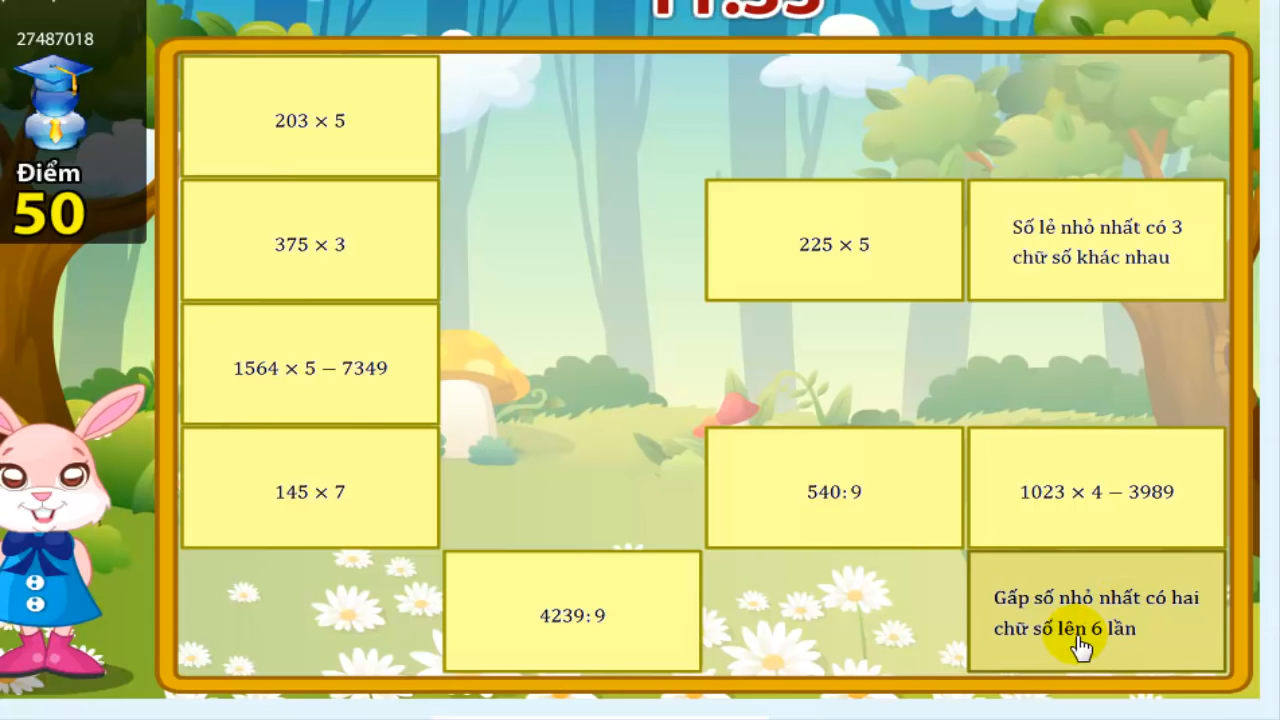 27487018
Điểm
50
203 × 5
375 × 3
225 × 5
Số lẻ nhỏ nhất có 3
chữ số khác nhau
1564 × 5 − 7349
145 × 7
540: 9
1023 × 4 − 3989
4239: 9
Gấp số nhỏ nhất có hai
chữ số lên 6 lần